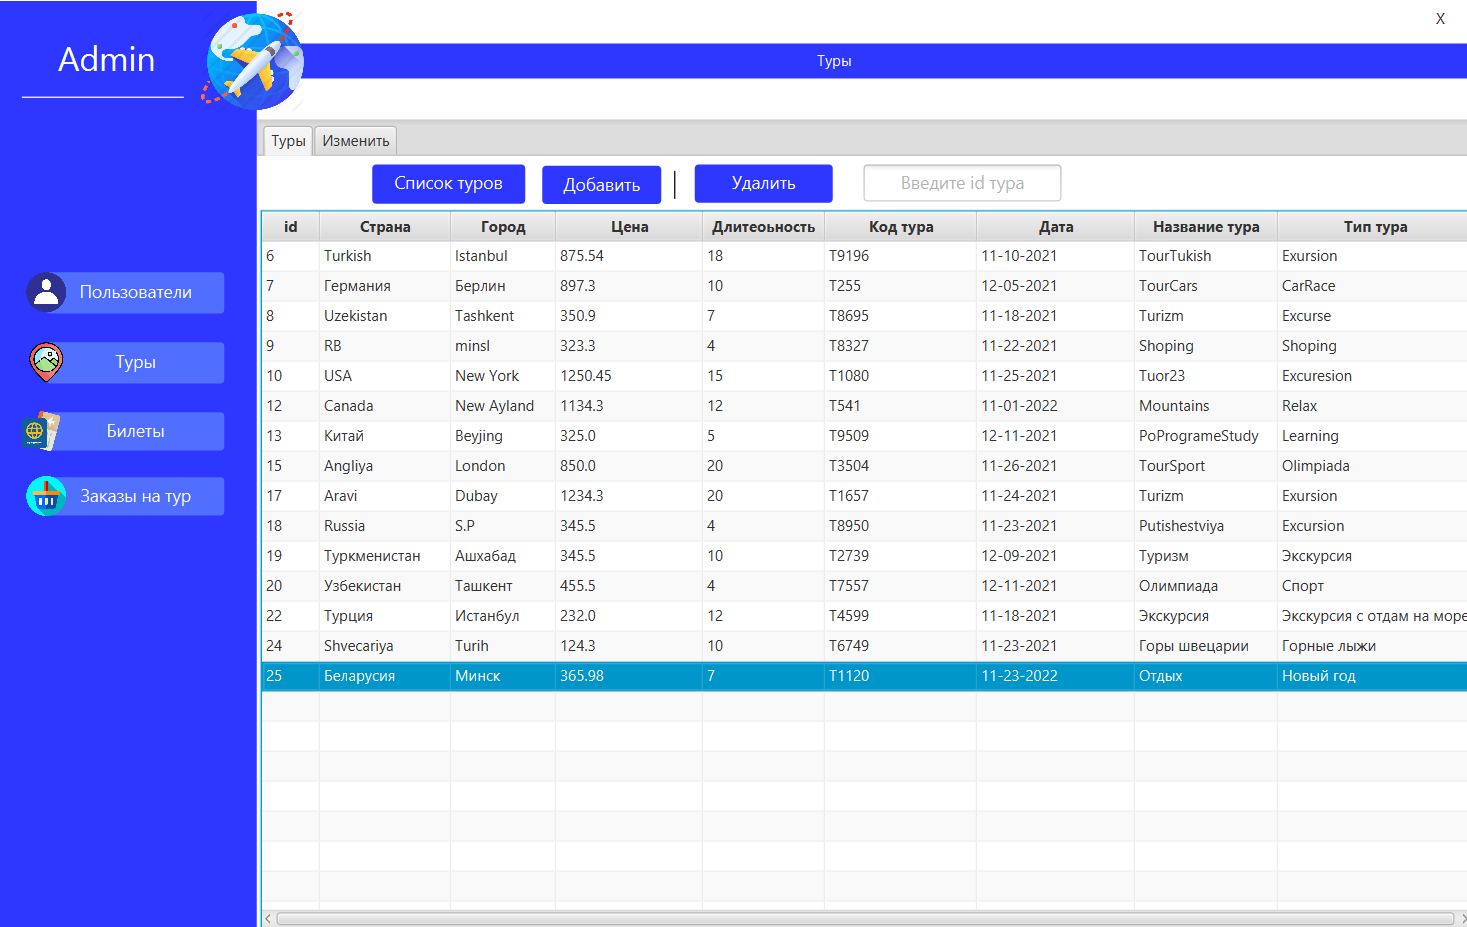 X
Admin
Туры
Туры Изменить
Список туров Добавить | Удалить Введите id тура
id Страна Город Цена Длитеоьность Код тура Дата Название тура Тип тура
6 Turkish Istanbul 875.54 18 T9196 11-10-2021 TourTukish Exursion
7 Германия Берлин 897.3 10 T255 12-05-2021 TourCars CarRace
8 Uzekistan Tashkent 350.9 7 T8695 11-18-2021 Turizm Excurse
9 RB minsl 323.3 4 T8327 11-22-2021 Shoping Shoping
10 USA New York 1250.45 15 T1080 11-25-2021 Tuor23 Excuresion
12 Canada New Ayland 1134.3 12 T541 11-01-2022 Mountains Relax
13 Китай Beyjing 325.0 5 T9509 12-11-2021 PoProgrameStudy Learning
15 Angliya London 850.0 20 T3504 11-26-2021 TourSport Olimpiada
17 Aravi Dubay 1234.3 20 T1657 11-24-2021 Turizm Exursion
18 Russia S.P 345.5 4 T8950 11-23-2021 Putishestviya Excursion
19 Туркменистан Ашхабад 345.5 10 T2739 12-09-2021 Туризм Экскурсия
20 Узбекистан Ташкент 455.5 4 T7557 12-11-2021 Олимпиада Спорт
22 Турция Истанбул 232.0 12 T4599 11-18-2021 Экскурсия Экскурсия с отдам на море
24 Shvecariya Turih 124.3 10 T6749 11-23-2021 Горы швецарии Горные лыжи
25 Беларусия Минск 365.98 7 T1120 11-23-2022 Отдых Новый год
Пользователи
Туры
Билеты
Заказы на тур